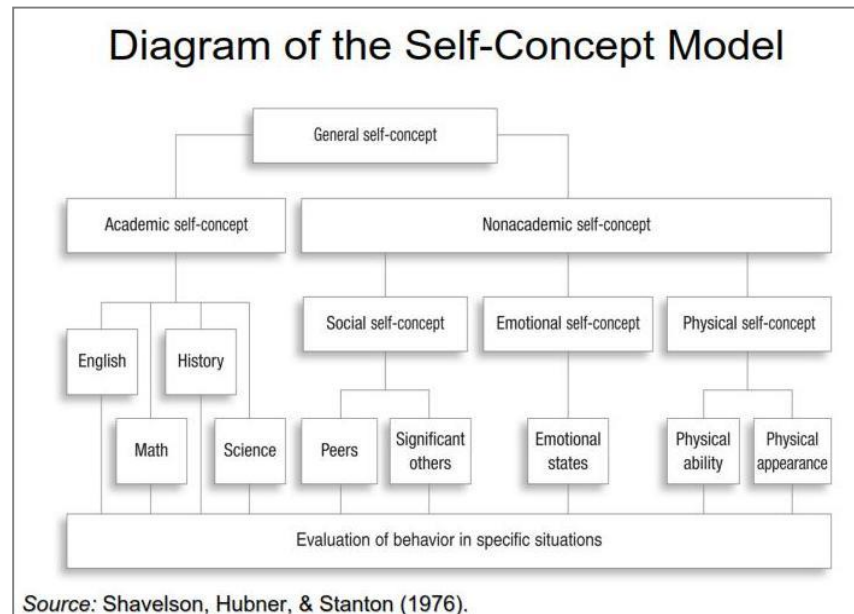 Diagram of the Self-Concept Model
General self-concept
Academic self-concept
Nonacademic self-concept
Social self-concept
Emotional self-concept
Physical self-concept
English
History
Math
Science
Peers
Significant
others
Emotional
states
Physical
ability
Physical
appearance
Evaluation of behavior in specific situations
Source: Shavelson, Hubner, & Stanton (1976).